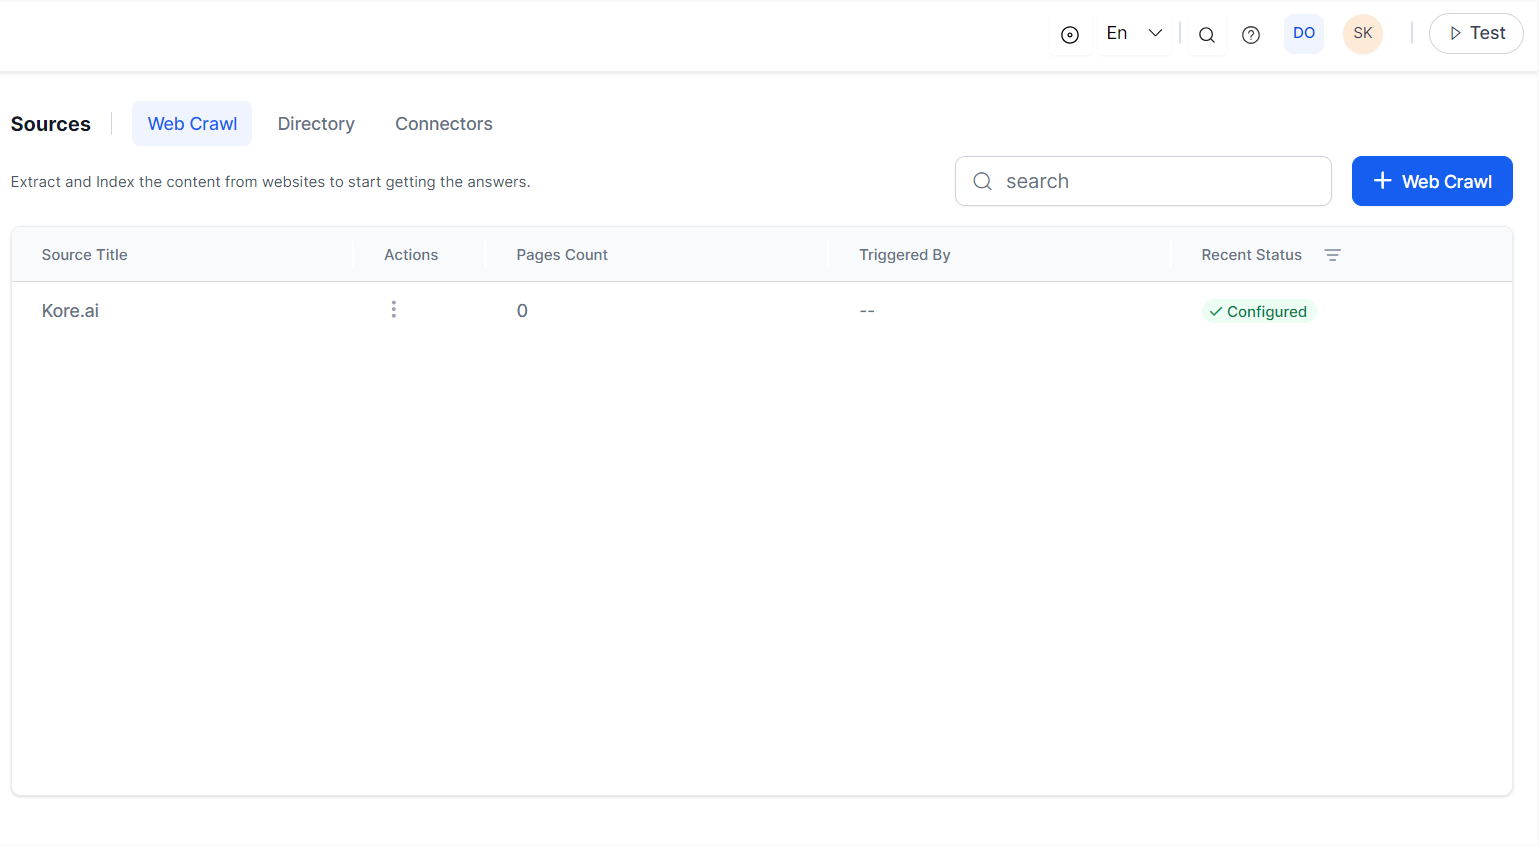 En
DO
SK
Test
Sources
Web Crawl
Directory
Connectors
Extract and Index the content from websites to start getting the answers.
search
+ Web Crawl
Source Title Actions Pages Count Triggered By Recent Status
Kore.ai 0 -- Configured